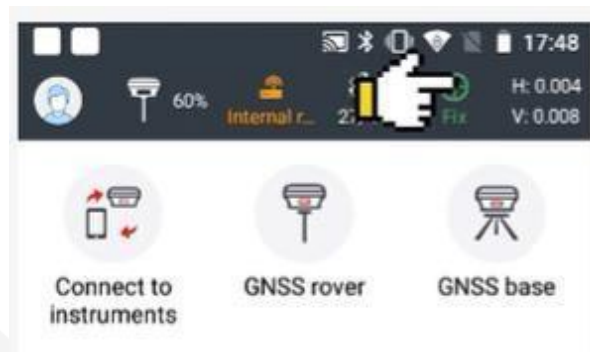 17:48
60%
Internal r...
Fix
H: 0.004
V: 0.008
Connect to
instruments
GNSS rover
GNSS base